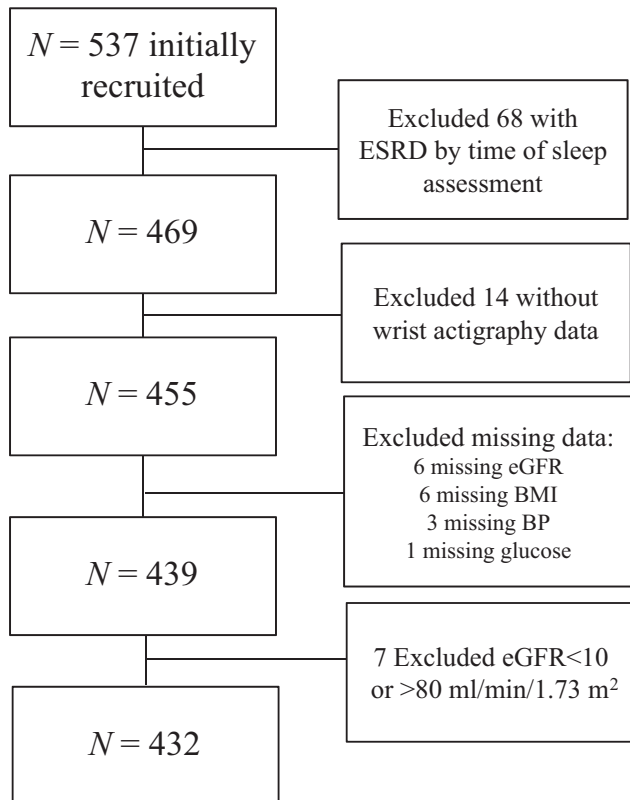 N = 537 initially
recruited
Excluded 68 with
ESRD by time of sleep
assessment
N = 469
Excluded 14 without
wrist actigraphy data
N = 455
Excluded missing data:
6 missing eGFR
6 missing BMI
3 missing BP
1 missing glucose
N = 439
7 Excluded eGFR<10
or >80 ml/min/1.73 m²
N = 432